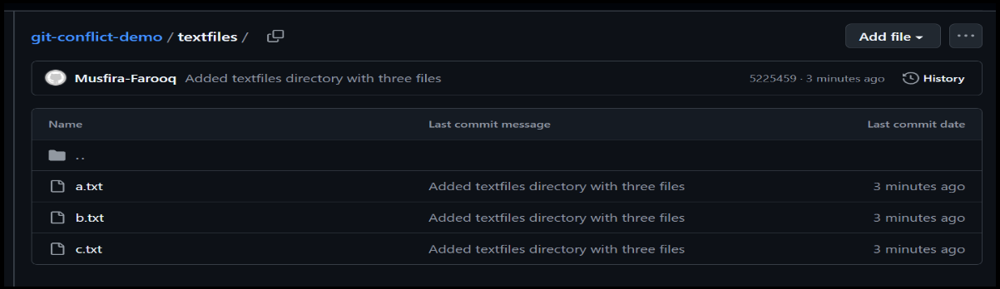 git-conflict-demo / textfiles /
Add file
Musfira-Farooq Added textfiles directory with three files 5225459 · 3 minutes ago History
Name Last commit message Last commit date
..
a.txt Added textfiles directory with three files 3 minutes ago
b.txt Added textfiles directory with three files 3 minutes ago
c.txt Added textfiles directory with three files 3 minutes ago